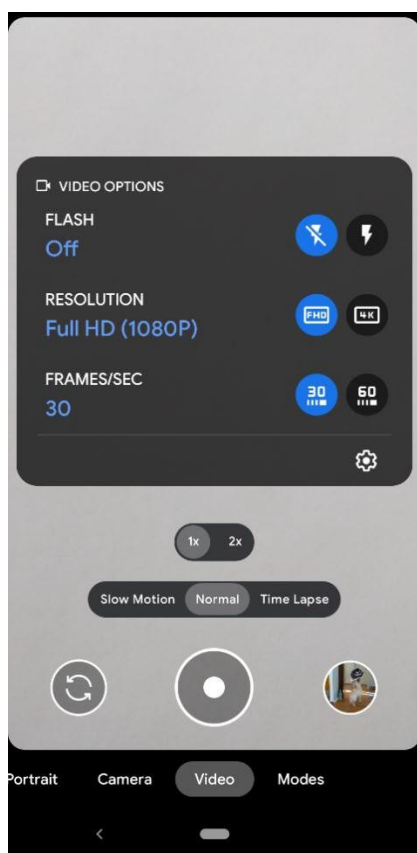 VIDEO OPTIONS
FLASH
Off
RESOLUTION
Full HD (1080P)
FHD 4K
FRAMES/SEC
30
30 60
1x 2x
Slow Motion Normal Time Lapse
Portrait Camera Video Modes